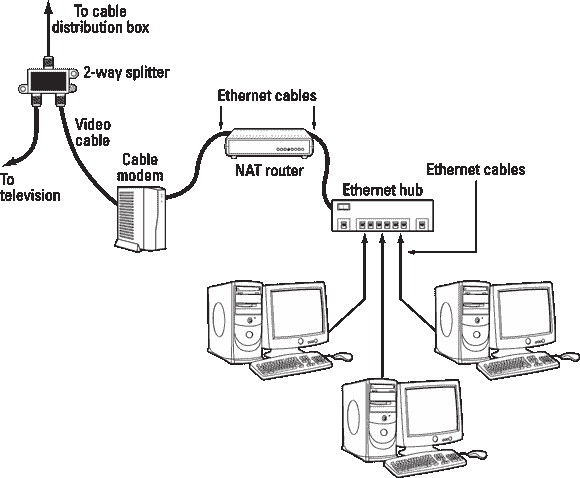 To cable
distribution box
2-way splitter
Ethernet cables
Video
cable
Cable
modem
NAT router
Ethernet cables
To
television
Ethernet hub